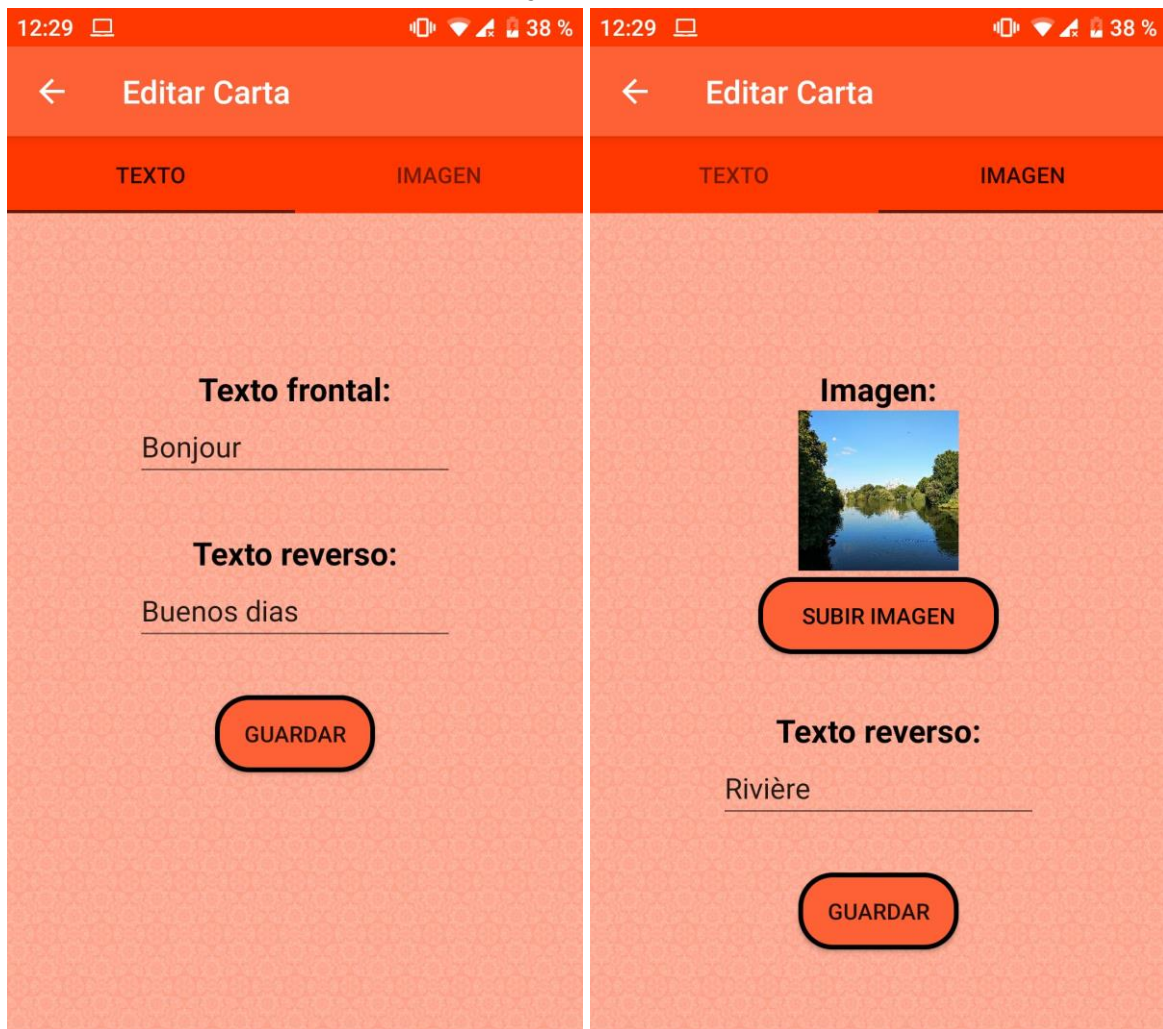 12:29 38 %
Editar Carta
TEXTO IMAGEN
Texto frontal:
Bonjour
Texto reverso:
Buenos dias
GUARDAR
12:29 38 %
Editar Carta
TEXTO IMAGEN
Imagen:
SUBIR IMAGEN
Texto reverso:
Rivière
GUARDAR